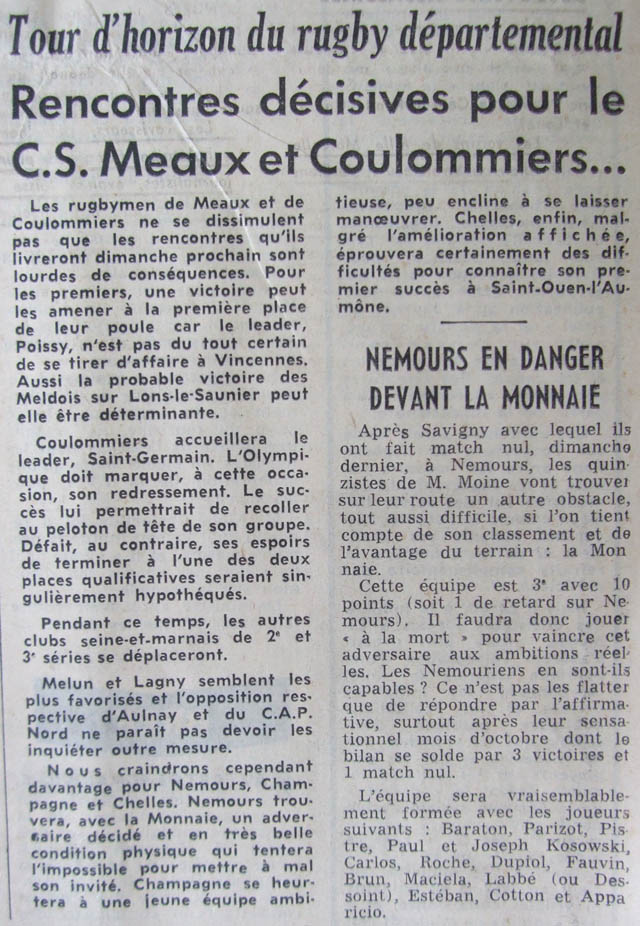 Tour d'horizon du rugby départemental
Rencontres décisives pour le
C.S. Meaux et Coulommiers...
Les rugbymen de Meaux et de
Coulommiers ne se dissimulent
pas que les rencontres qu'ils
livreront dimanche prochain sont
lourdes de conséquences. Pour
les premiers, une victoire peut
les amener à la première place
de leur poule car le leader,
Poissy, n'est pas du tout certain
de se tirer d'affaire à Vincennes.
Aussi la probable victoire des
Meldois sur Lons-le-Saunier peut
elle être déterminante.
Coulommiers accueillera le
leader, Saint-Germain. L'Olympi-
que doit marquer, à cette occa-
sion, son redressement. Le suc-
cès lui permettrait de recoller
au peloton de tête de son groupe.
Défait, au contraire, ses espoirs
de terminer à l'une des deux
places qualificatives seraient sin-
gulièrement hypothéqués.
Pendant ce temps, les autres
clubs seine-et-marnais de 2e et
3e séries se déplaceront.
Melun et Lagny semblent les
plus favorisés et l'opposition res-
pective d'Aulnay et du C.A.P.
Nord ne paraît pas devoir les
inquiéter outre mesure.
Nous craindrons cependant
davantage pour Nemours, Cham-
pagne et Chelles. Nemours trou-
vera, avec la Monnaie, un adver-
saire décidé et en très belle
condition physique qui tentera
l'impossible pour mettre à mal
son invité. Champagne se heur-
tera à une jeune équipe ambi-
tieuse, peu encline à se laisser
manœuvrer. Chelles, enfin, mal-
gré l'amélioration affichée,
éprouvera certainement des dif-
ficultés pour connaître son pre-
mier succès à Saint-Ouen-l'Au-
mône.
NEMOURS EN DANGER
DEVANT LA MONNAIE
Après Savigny avec lequel ils
ont fait match nul, dimanche
dernier, à Nemours, les quin-
zistes de M. Moine vont trouver
sur leur route un autre obstacle,
tout aussi difficile, si l'on tient
compte de son classement et de
l'avantage du terrain : la Mon
naie.
Cette équipe est 3e avec 10
points (soit 1 de retard sur Ne-
mours). Il faudra donc jouer
« à la mort » pour vaincre cet
adversaire aux ambitions réel-
les. Les Nemouriens en sont-ils
capables ? Ce n'est pas les flatter
que de répondre par l'affirma-
tive, surtout après leur sensa-
tionnel mois d'octobre dont le
bilan se solde par 3 victoires et
1 match nul.
L'équipe sera vraisemblable-
ment formée avec les joueurs
suivants : Baraton, Parizot, Pis-
tre, Paul et Joseph Kosowski,
Carlos, Roche, Dupiol, Fauvin,
Brun, Maciela, Labbé (ou Des-
soint), Estéban, Cotton et Appa
ricio.